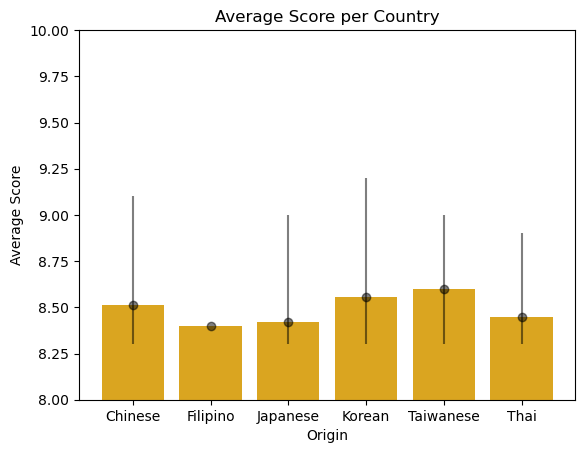 Average Score per Country
10.00
9.75
9.50
9.25
9.00
8.75
8.50
8.25
8.00
Average Score
Chinese Filipino Japanese Korean Taiwanese Thai
Origin